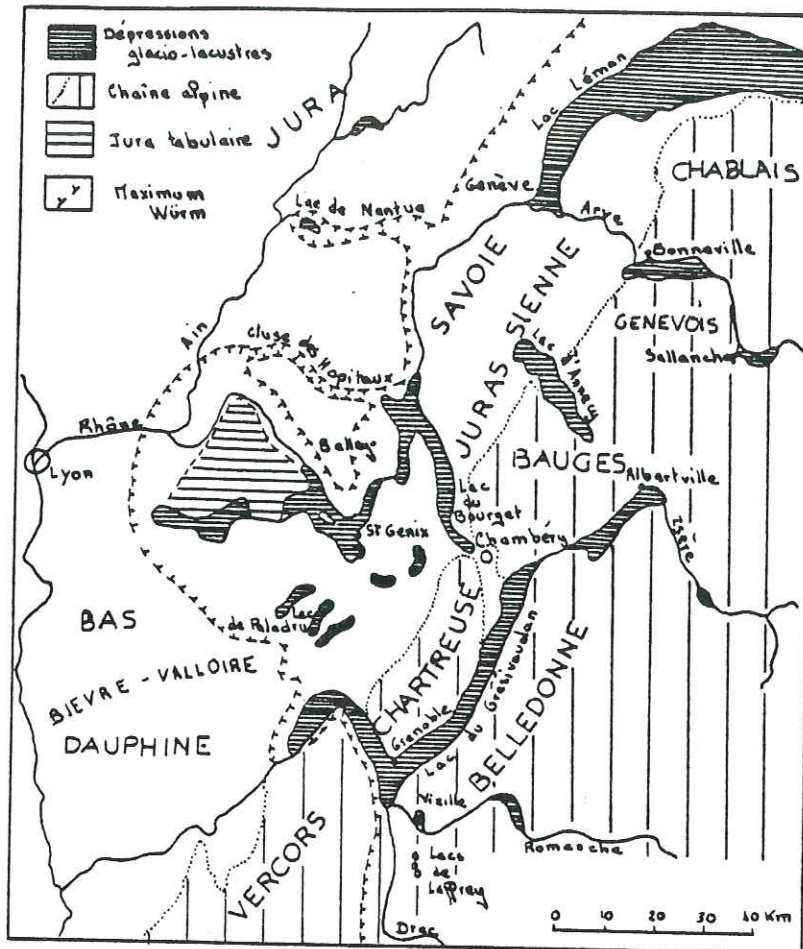 Dépressions
glacio-lacustres
Chaîne alpine
Jura tabulaire
Maximum
Würm
JURA
Lac Léman
CHABLAIS
Genève
Lac de Nantua
Arve
Bonneville
SAVOIE
GENEVOIS
JURASSIENNE
Sallanches
Ain
Cluse des Hopitaux
Lac d'Annecy
Rhône
Lyon
Belley
BAUGES
Albertville
Lac
du
Bourget
St Genix
Chambéry
Isère
Lac
de Paladru
BAS
BIEVRE - VALLOIRE
DAUPHINE
CHARTREUSE
Grenoble
Lac du Grésivaudan
BELLEDONNE
Vizille
Romanche
VERCORS
Lacs
de
Laffrey
Drac
0 10 20 30 40 Km